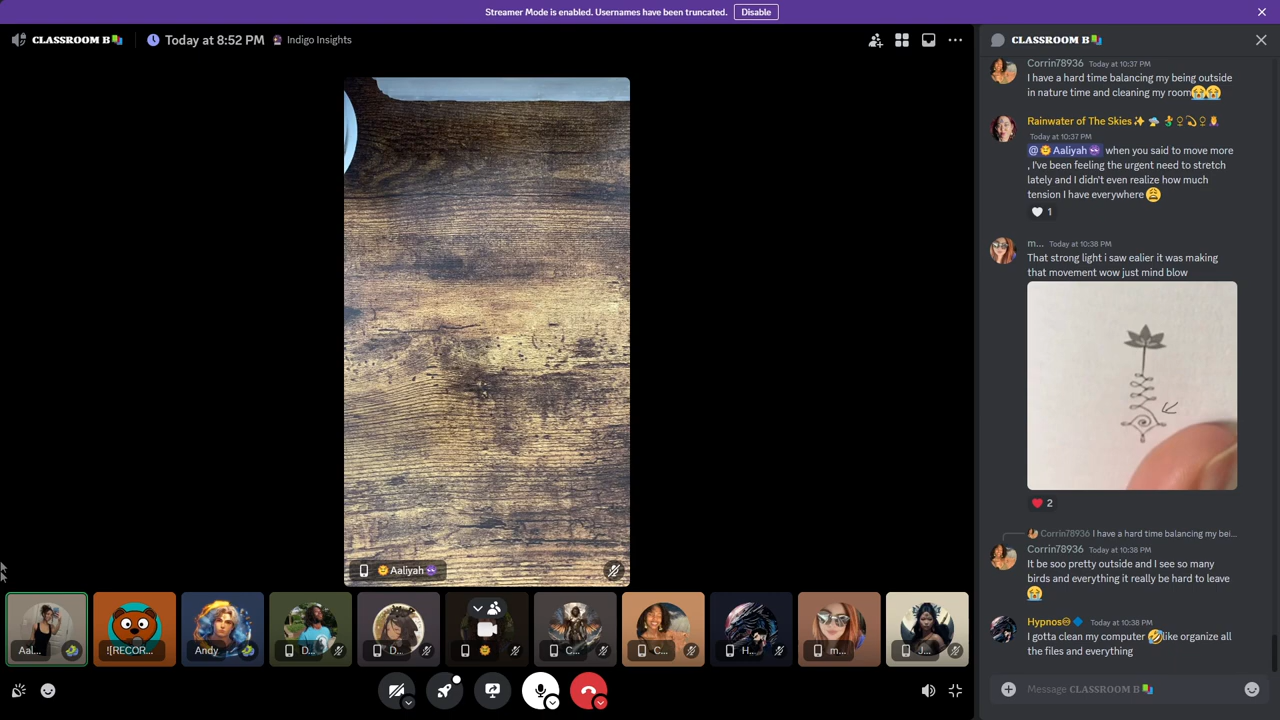 Streamer Mode is enabled. Usernames have been truncated. Disable
CLASSROOM B
Today at 8:52 PM
Indigo Insights
Aaliyah
Aal...
![RECOR...
Andy
D...
D...
C...
C...
H...
m...
J...
CLASSROOM B
Corrin78936 Today at 10:37 PM
I have a hard time balancing my being outside
in nature time and cleaning my room😭😭
Rainwater of The Skies
Today at 10:37 PM
@Aaliyah when you said to move more
, I've been feeling the urgent need to stretch
lately and I didn't even realize how much
tension I have everywhere 😩
1
m... Today at 10:38 PM
That strong light i saw ealier it was making
that movement wow just mind blow
2
Corrin78936 I have a hard time balancing my bei...
Corrin78936 Today at 10:38 PM
It be soo pretty outside and I see so many
birds and everything it really be hard to leave
😭
Hypnos Today at 10:38 PM
I gotta clean my computer 🤣like organize all
the files and everything
Message CLASSROOM B